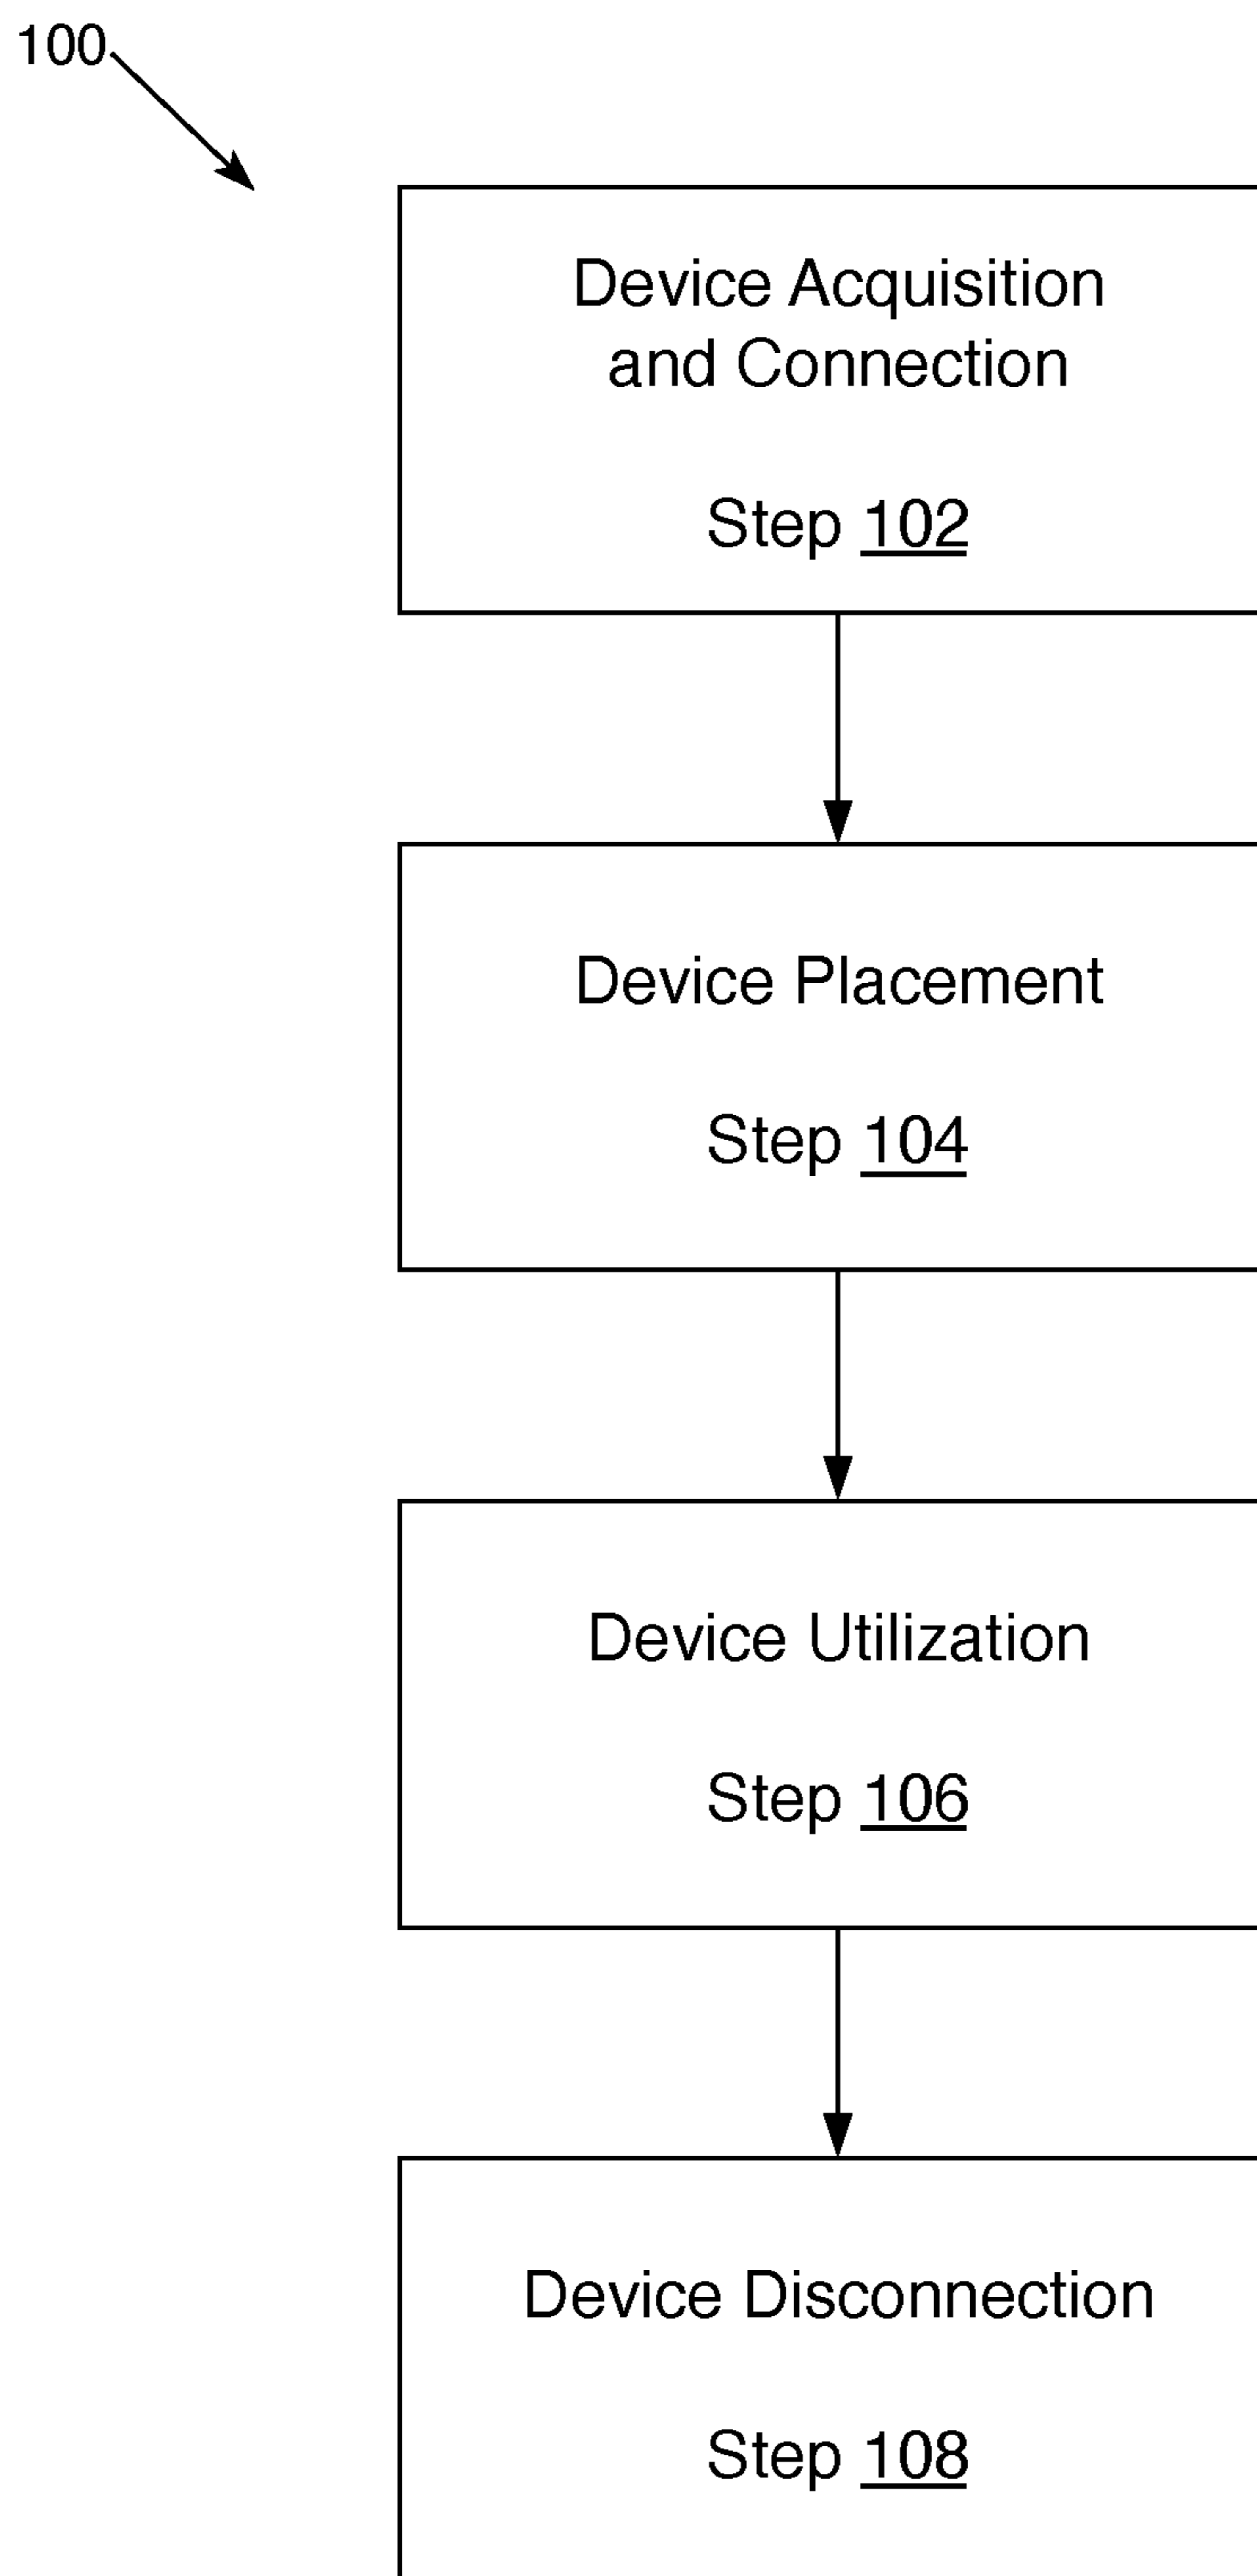 100
Device Acquisition
and Connection
Step 102
Device Placement
Step 104
Device Utilization
Step 106
Device Disconnection
Step 108